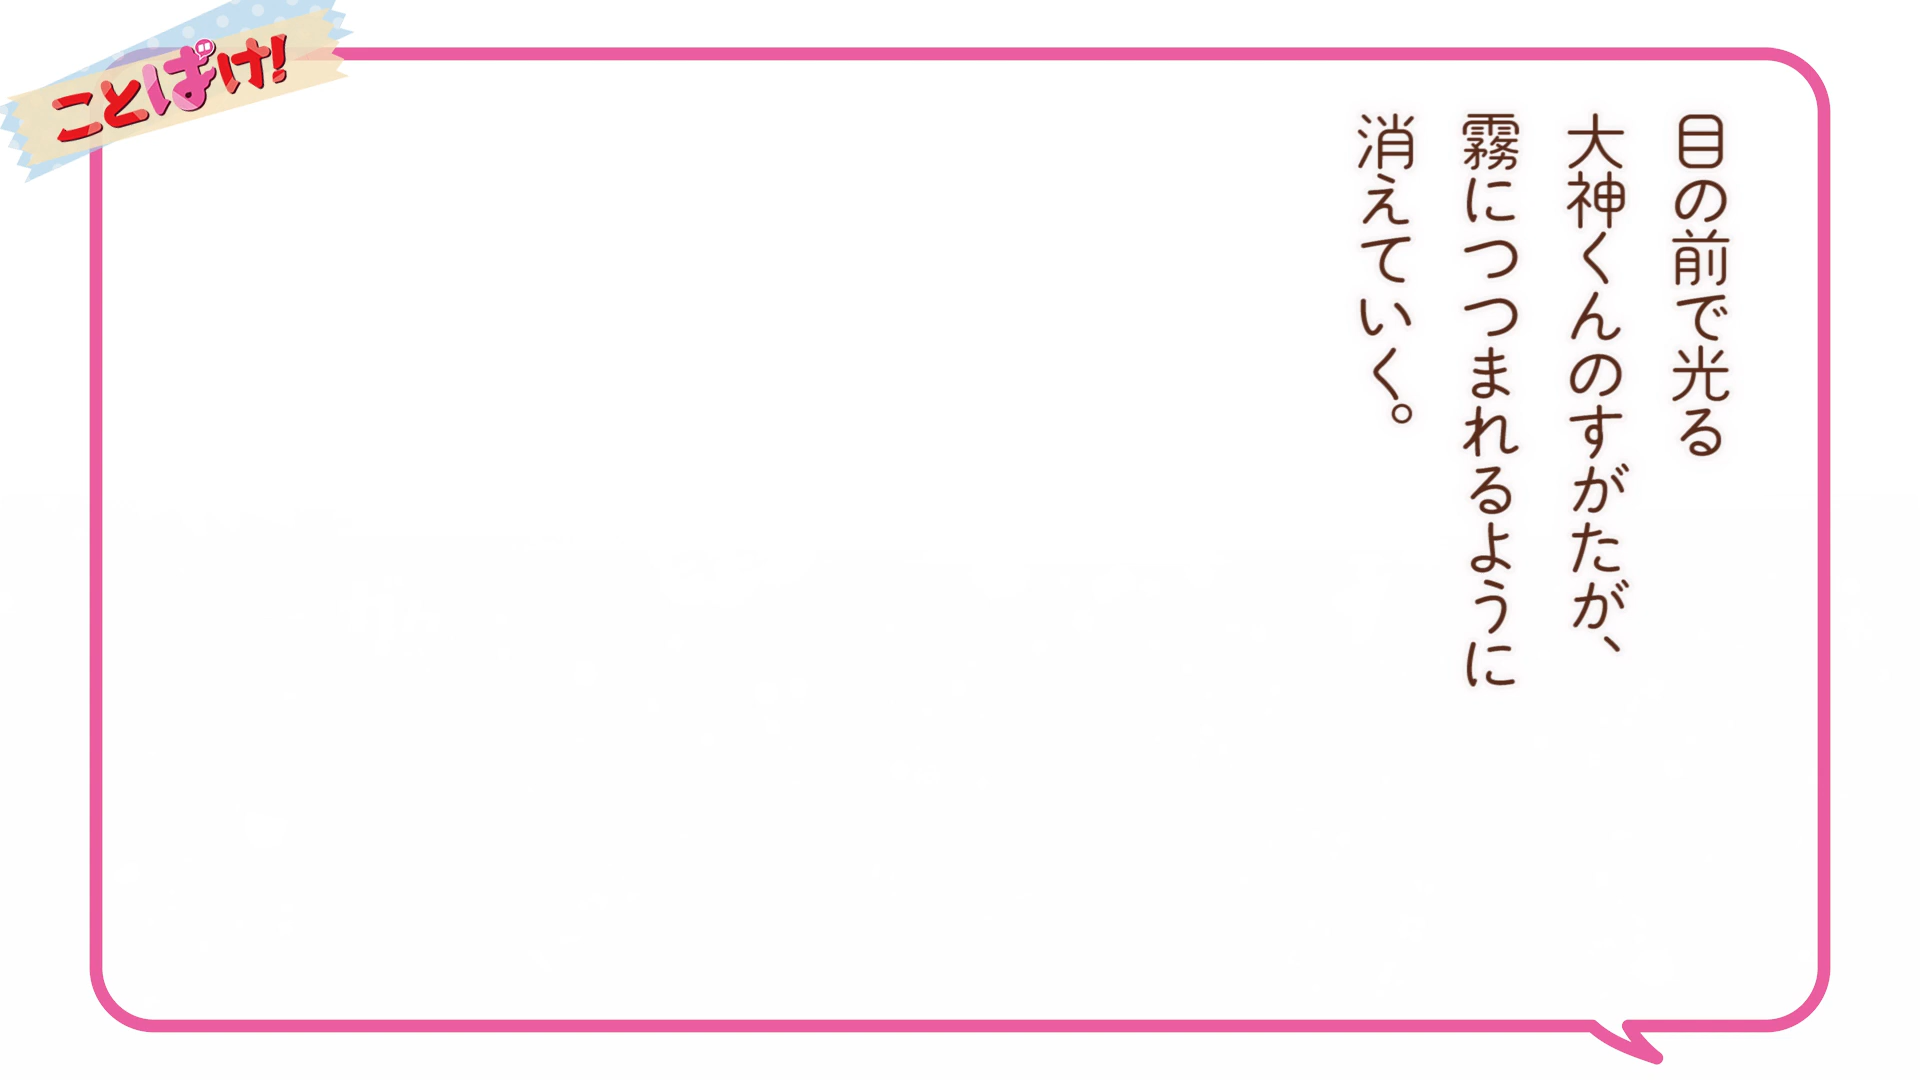 ことばけ!
目の前で光る
大神くんのすがたが、
霧につつまれるように
消えていく。